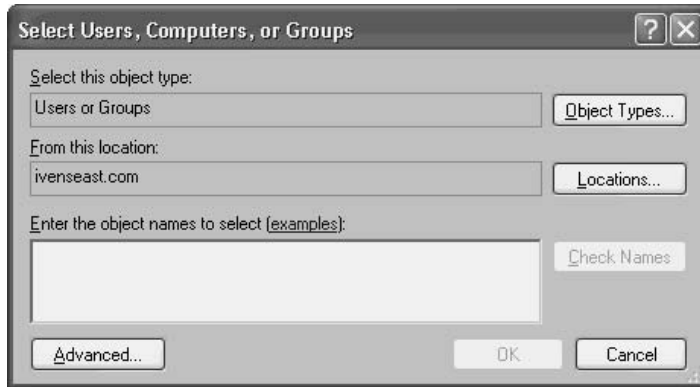 Select Users, Computers, or Groups
Select this object type:
Users or Groups
Object Types...
From this location:
ivenseast.com
Locations...
Enter the object names to select (examples):
Check Names
Advanced...
OK
Cancel